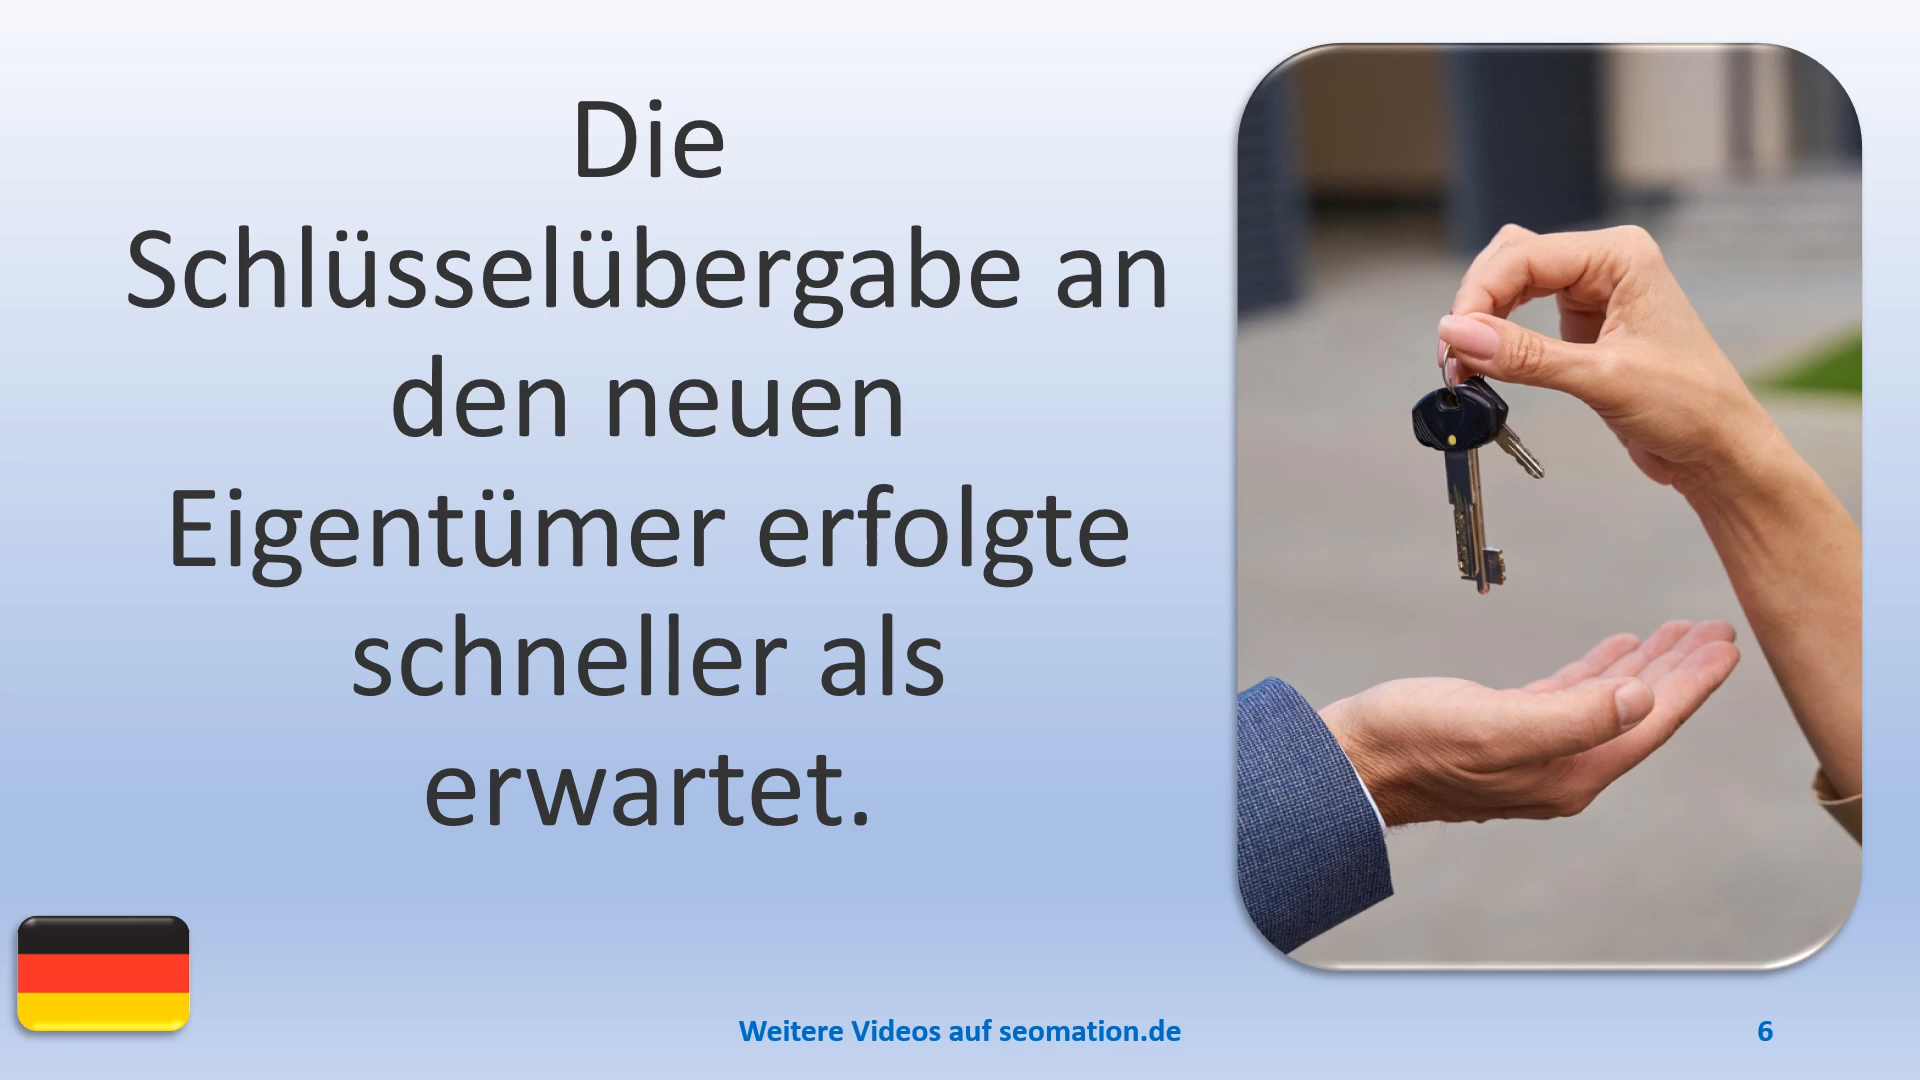 Die
Schlüsselübergabe an
den neuen
Eigentümer erfolgte
schneller als
erwartet.
Weitere Videos auf seomation.de
6